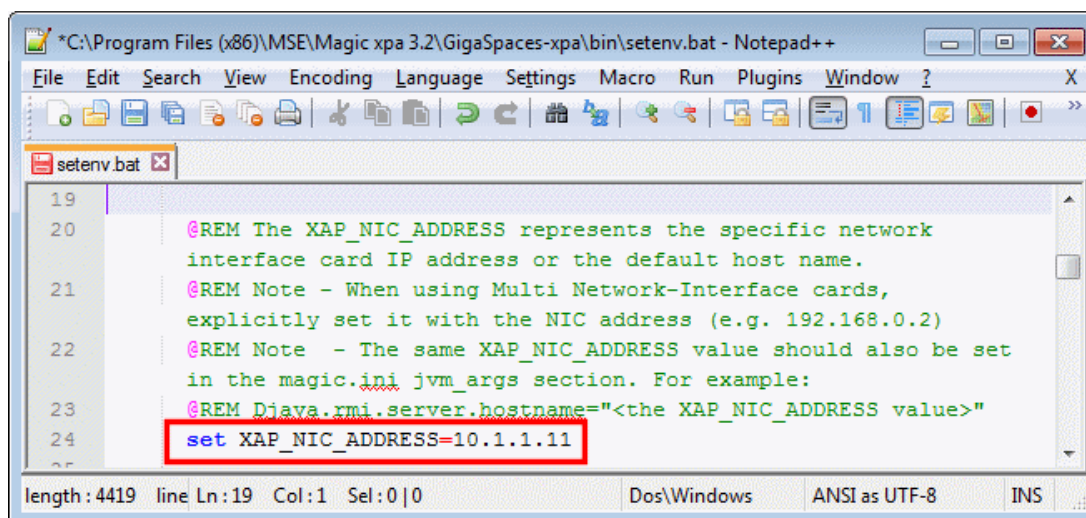 *C:\Program Files (x86)\MSE\Magic xpa 3.2\GigaSpaces-xpa\bin\setenv.bat - Notepad++
File Edit Search View Encoding Language Settings Macro Run Plugins Window ? X
setenv.bat
19
20 @REM The XAP_NIC_ADDRESS represents the specific network
interface card IP address or the default host name.
21 @REM Note - When using Multi Network-Interface cards,
explicitly set it with the NIC address (e.g. 192.168.0.2)
22 @REM Note  - The same XAP_NIC_ADDRESS value should also be set
in the magic.ini jvm_args section. For example:
23 @REM Djava.rmi.server.hostname="<the XAP_NIC_ADDRESS value>"
24 set XAP_NIC_ADDRESS=10.1.1.11
length : 4419 line Ln : 19 Col : 1 Sel : 0 | 0 Dos\Windows ANSI as UTF-8 INS